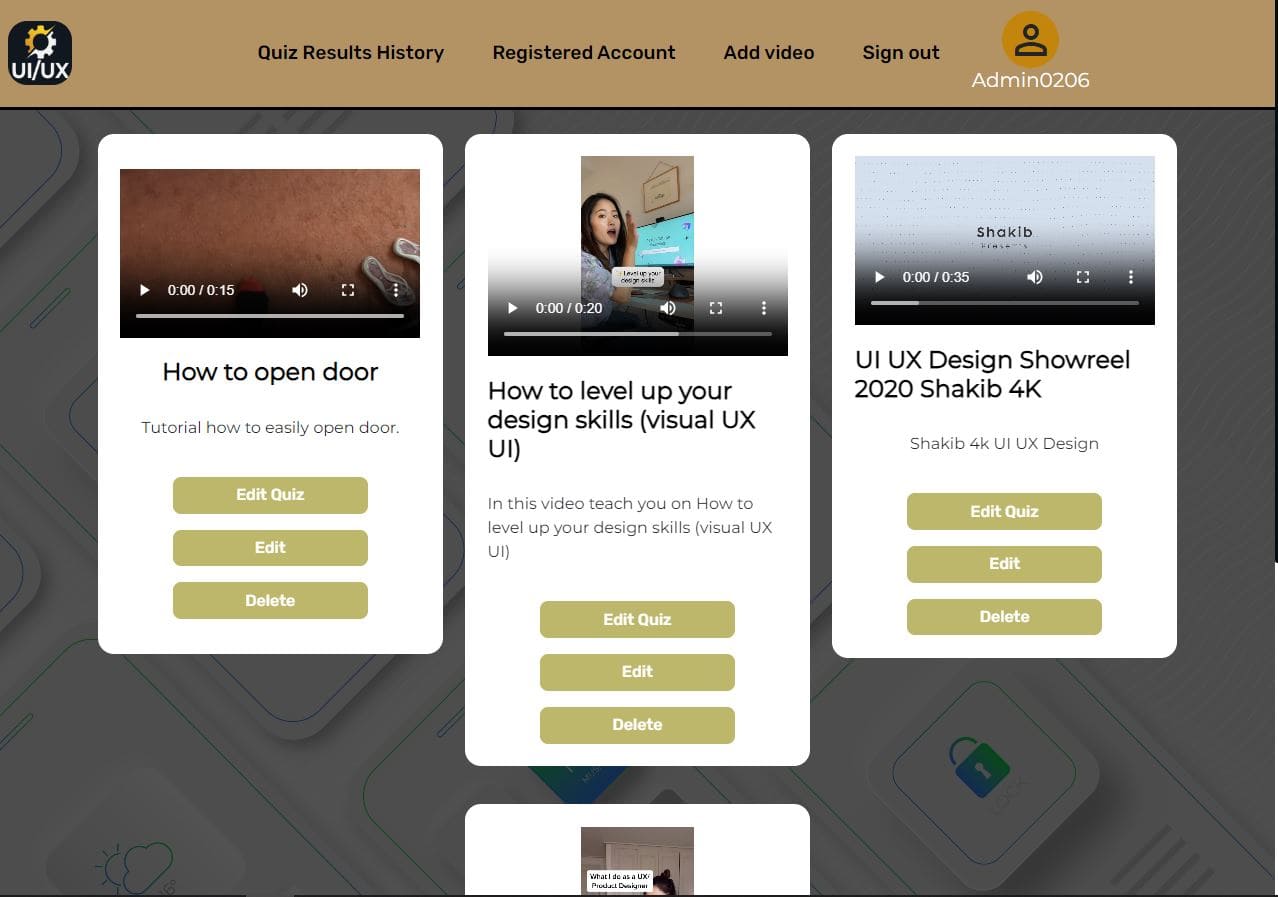 UI/UX
Quiz Results History
Registered Account
Add video
Sign out
Admin0206
0:00 / 0:15
How to open door
Tutorial how to easily open door.
Edit Quiz
Edit
Delete
Level up your
design skills
0:00 / 0:20
How to level up your
design skills (visual UX
UI)
In this video teach you on How to
level up your design skills (visual UX
UI)
Edit Quiz
Edit
Delete
Shakib
Presents
0:00 / 0:35
UI UX Design Showreel
2020 Shakib 4K
Shakib 4k UI UX Design
Edit Quiz
Edit
Delete
LOCK
What I do as a UX/
Product Designer